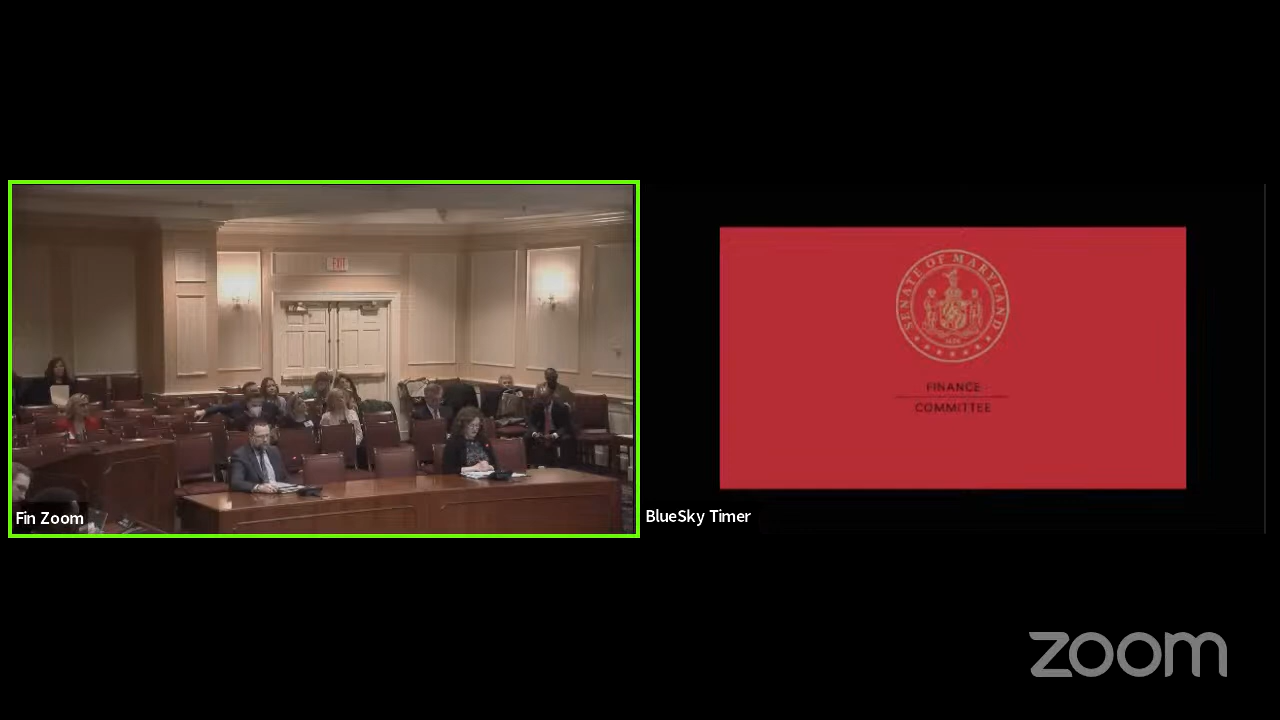 EXIT
Fin Zoom
SENATE OF MARYLAND
FINANCE
COMMITTEE
BlueSky Timer
zoom